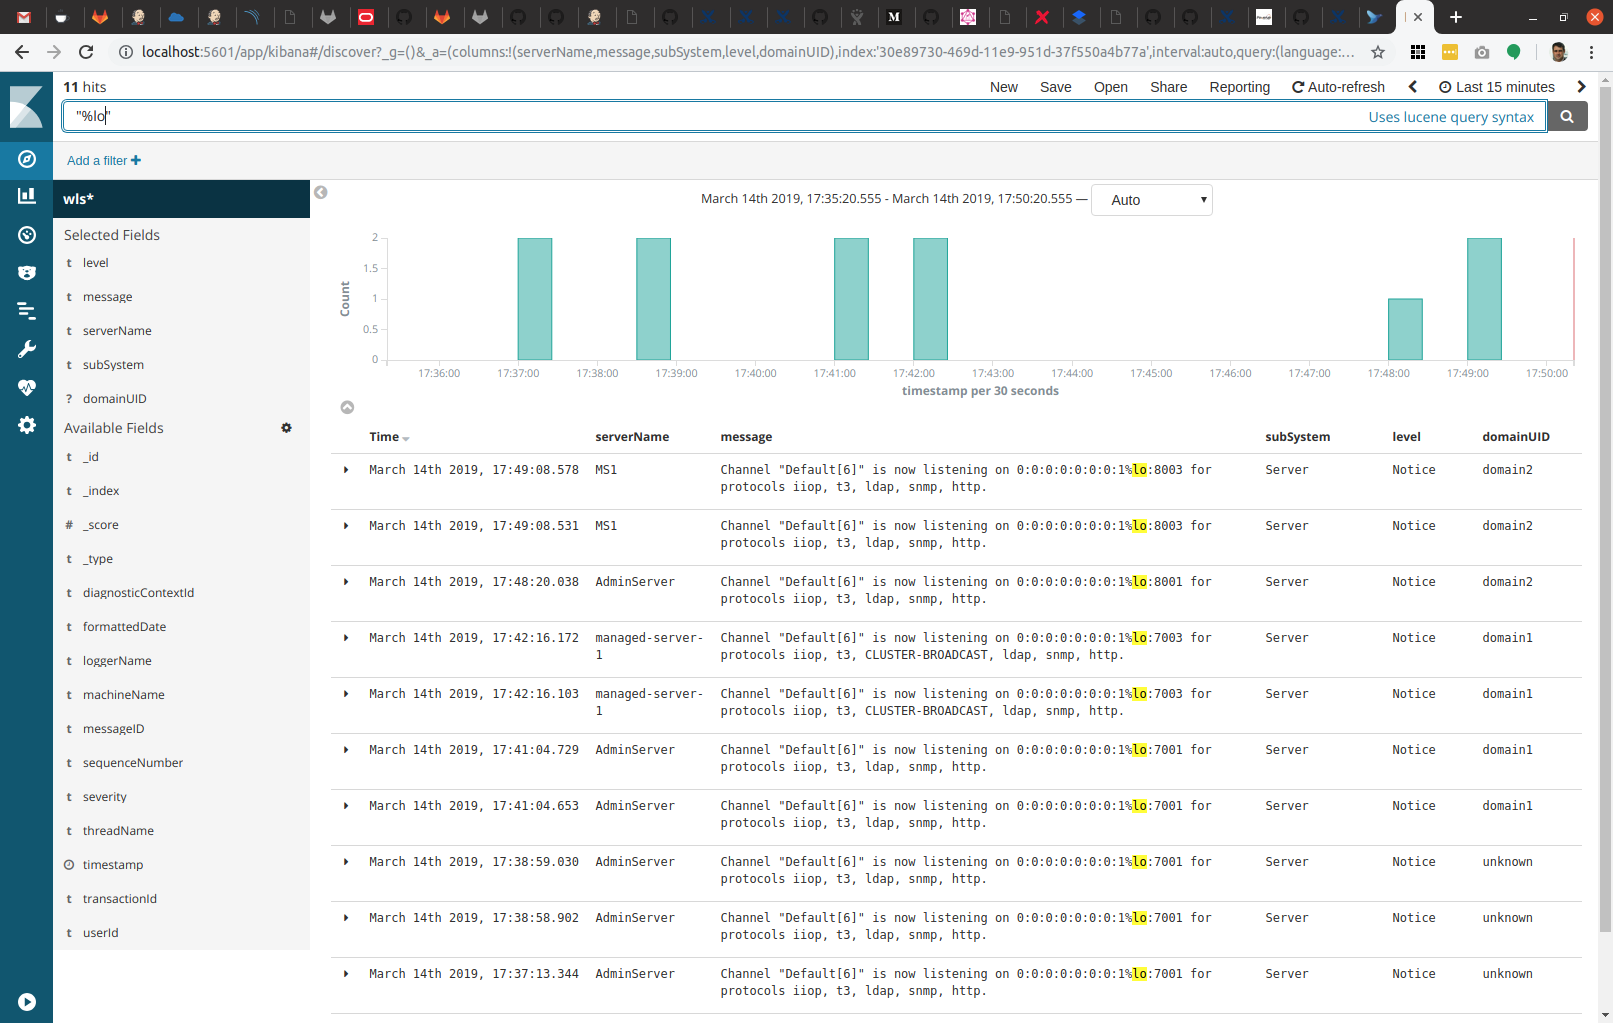 localhost:5601/app/kibana#/discover?_g=()&_a=(columns:!(serverName,message,subSystem,level,domainUID),index:'30e89730-469d-11e9-951d-37f550a4b77a',interval:auto,query:(language:...
11 hits
New Save Open Share Reporting Auto-refresh Last 15 minutes
"%lo" Uses lucene query syntax
Add a filter +
wls*
March 14th 2019, 17:35:20.555 - March 14th 2019, 17:50:20.555 — Auto
Selected Fields
t level
t message
t serverName
t subSystem
? domainUID
Available Fields
t _id
t _index
# _score
t _type
t diagnosticContextId
t formattedDate
t loggerName
t machineName
t messageID
t sequenceNumber
t severity
t threadName
timestamp
t transactionId
t userId
Count
2
1.5
1
0.5
0
17:36:00 17:37:00 17:38:00 17:39:00 17:40:00 17:41:00 17:42:00 17:43:00 17:44:00 17:45:00 17:46:00 17:47:00 17:48:00 17:49:00 17:50:00
timestamp per 30 seconds
Time serverName message subSystem level domainUID
March 14th 2019, 17:49:08.578 MS1 Channel "Default[6]" is now listening on 0:0:0:0:0:0:0:1%lo:8003 for Server Notice domain2
protocols iiop, t3, ldap, snmp, http.
March 14th 2019, 17:49:08.531 MS1 Channel "Default[6]" is now listening on 0:0:0:0:0:0:0:1%lo:8003 for Server Notice domain2
protocols iiop, t3, ldap, snmp, http.
March 14th 2019, 17:48:20.038 AdminServer Channel "Default[6]" is now listening on 0:0:0:0:0:0:0:1%lo:8001 for Server Notice domain2
protocols iiop, t3, ldap, snmp, http.
March 14th 2019, 17:42:16.172 managed-server- Channel "Default[6]" is now listening on 0:0:0:0:0:0:0:1%lo:7003 for Server Notice domain1
1 protocols iiop, t3, CLUSTER-BROADCAST, ldap, snmp, http.
March 14th 2019, 17:42:16.103 managed-server- Channel "Default[6]" is now listening on 0:0:0:0:0:0:0:1%lo:7003 for Server Notice domain1
1 protocols iiop, t3, CLUSTER-BROADCAST, ldap, snmp, http.
March 14th 2019, 17:41:04.729 AdminServer Channel "Default[6]" is now listening on 0:0:0:0:0:0:0:1%lo:7001 for Server Notice domain1
protocols iiop, t3, ldap, snmp, http.
March 14th 2019, 17:41:04.653 AdminServer Channel "Default[6]" is now listening on 0:0:0:0:0:0:0:1%lo:7001 for Server Notice domain1
protocols iiop, t3, ldap, snmp, http.
March 14th 2019, 17:38:59.030 AdminServer Channel "Default[6]" is now listening on 0:0:0:0:0:0:0:1%lo:7001 for Server Notice unknown
protocols iiop, t3, ldap, snmp, http.
March 14th 2019, 17:38:58.902 AdminServer Channel "Default[6]" is now listening on 0:0:0:0:0:0:0:1%lo:7001 for Server Notice unknown
protocols iiop, t3, ldap, snmp, http.
March 14th 2019, 17:37:13.344 AdminServer Channel "Default[6]" is now listening on 0:0:0:0:0:0:0:1%lo:7001 for Server Notice unknown
protocols iiop, t3, ldap, snmp, http.